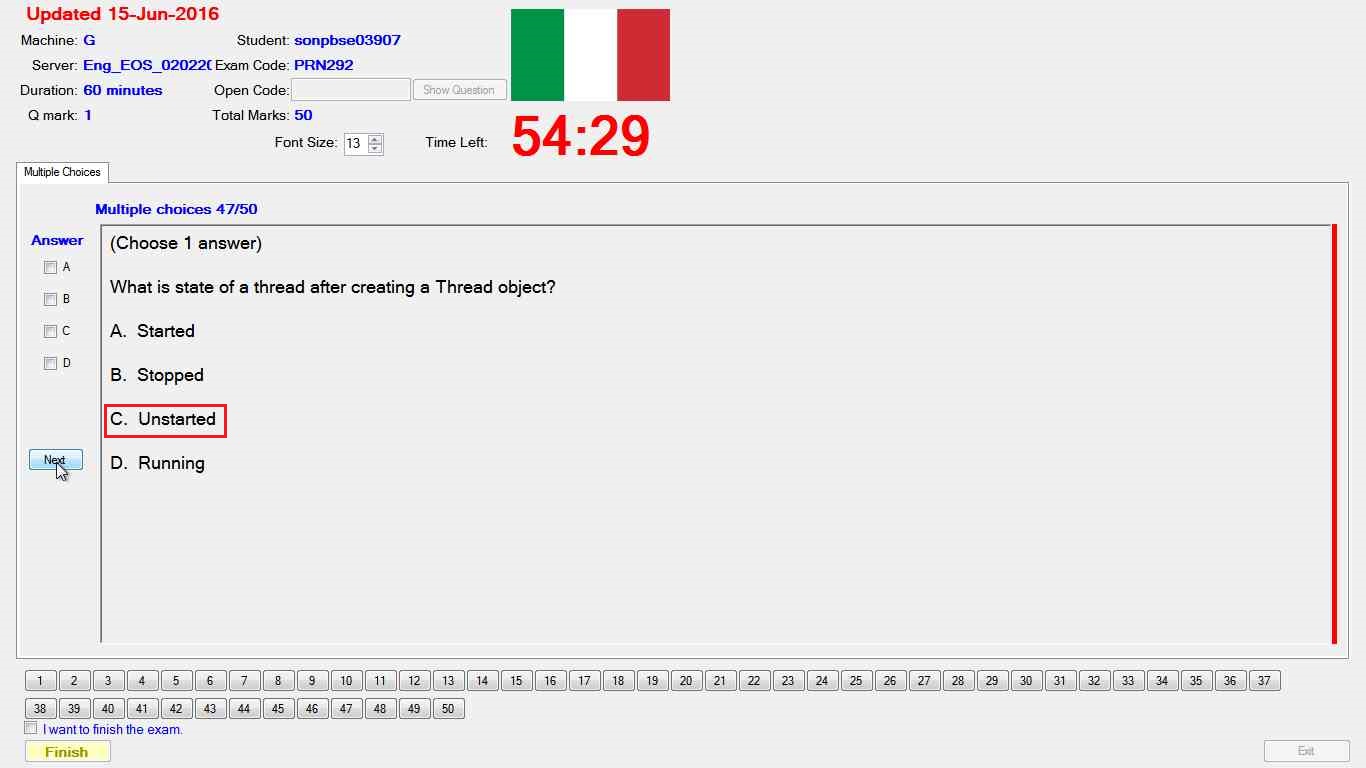 Updated 15-Jun-2016
Machine: G Student: sonpbse03907
Server: Eng_EOS_02022( Exam Code: PRN292
Duration: 60 minutes Open Code: Show Question
Q mark: 1 Total Marks: 50
Font Size: 13 Time Left: 54:29
Multiple Choices
Multiple choices 47/50
Answer
(Choose 1 answer)
A
What is state of a thread after creating a Thread object?
B
C
A. Started
D
B. Stopped
C. Unstarted
Next
D. Running
1 2 3 4 5 6 7 8 9 10 11 12 13 14 15 16 17 18 19 20 21 22 23 24 25 26 27 28 29 30 31 32 33 34 35 36 37
38 39 40 41 42 43 44 45 46 47 48 49 50
I want to finish the exam.
Finish Exit